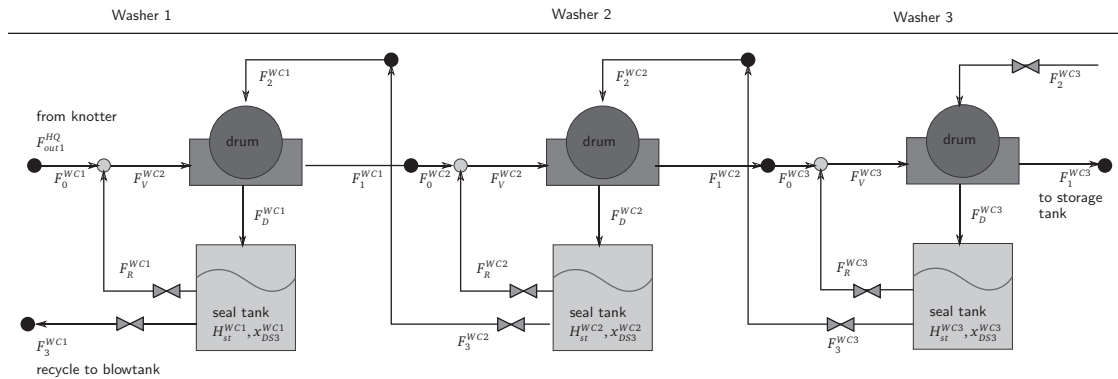 Washer 1
Washer 2
Washer 3
F_2^{WC1}
F_2^{WC2}
F_2^{WC3}
from knotter
F_{out1}^{HQ}
drum
drum
drum
F_0^{WC1}
F_V^{WC2}
F_1^{WC1}
F_0^{WC2}
F_V^{WC2}
F_1^{WC2}
F_0^{WC3}
F_V^{WC3}
F_1^{WC3}
to storage
tank
F_D^{WC1}
F_D^{WC2}
F_D^{WC3}
F_R^{WC1}
F_R^{WC2}
F_R^{WC3}
seal tank
H_{st}^{WC1}, x_{DS3}^{WC1}
seal tank
H_{st}^{WC2}, x_{DS3}^{WC2}
seal tank
H_{st}^{WC3}, x_{DS3}^{WC3}
F_3^{WC1}
F_3^{WC2}
F_3^{WC3}
recycle to blowtank